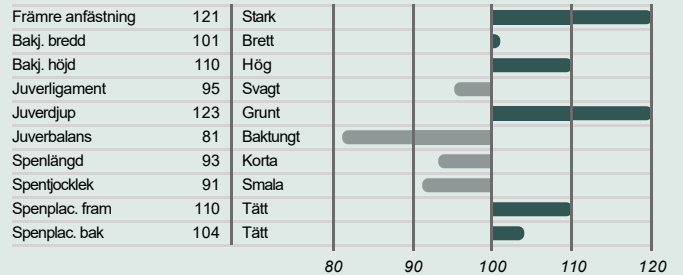 Främre anfästning 121 Stark
Bakj. bredd 101 Brett
Bakj. höjd 110 Hög
Juverligament 95 Svagt
Juverdjup 123 Grunt
Juverbalans 81 Baktungt
Spenlängd 93 Korta
Spentjocklek 91 Smala
Spenplac. fram 110 Tätt
Spenplac. bak 104 Tätt
80 90 100 110 120